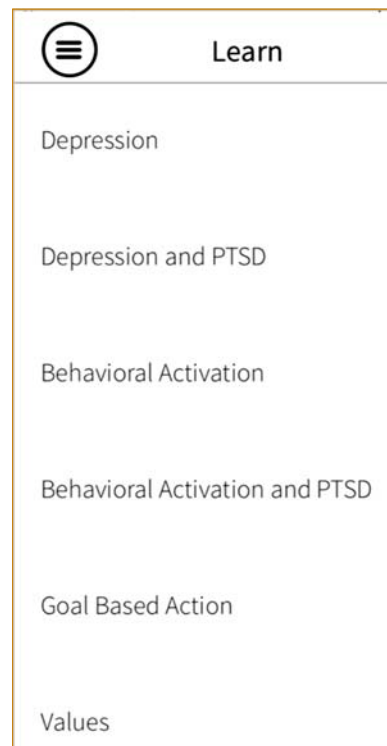 Learn
Depression
Depression and PTSD
Behavioral Activation
Behavioral Activation and PTSD
Goal Based Action
Values